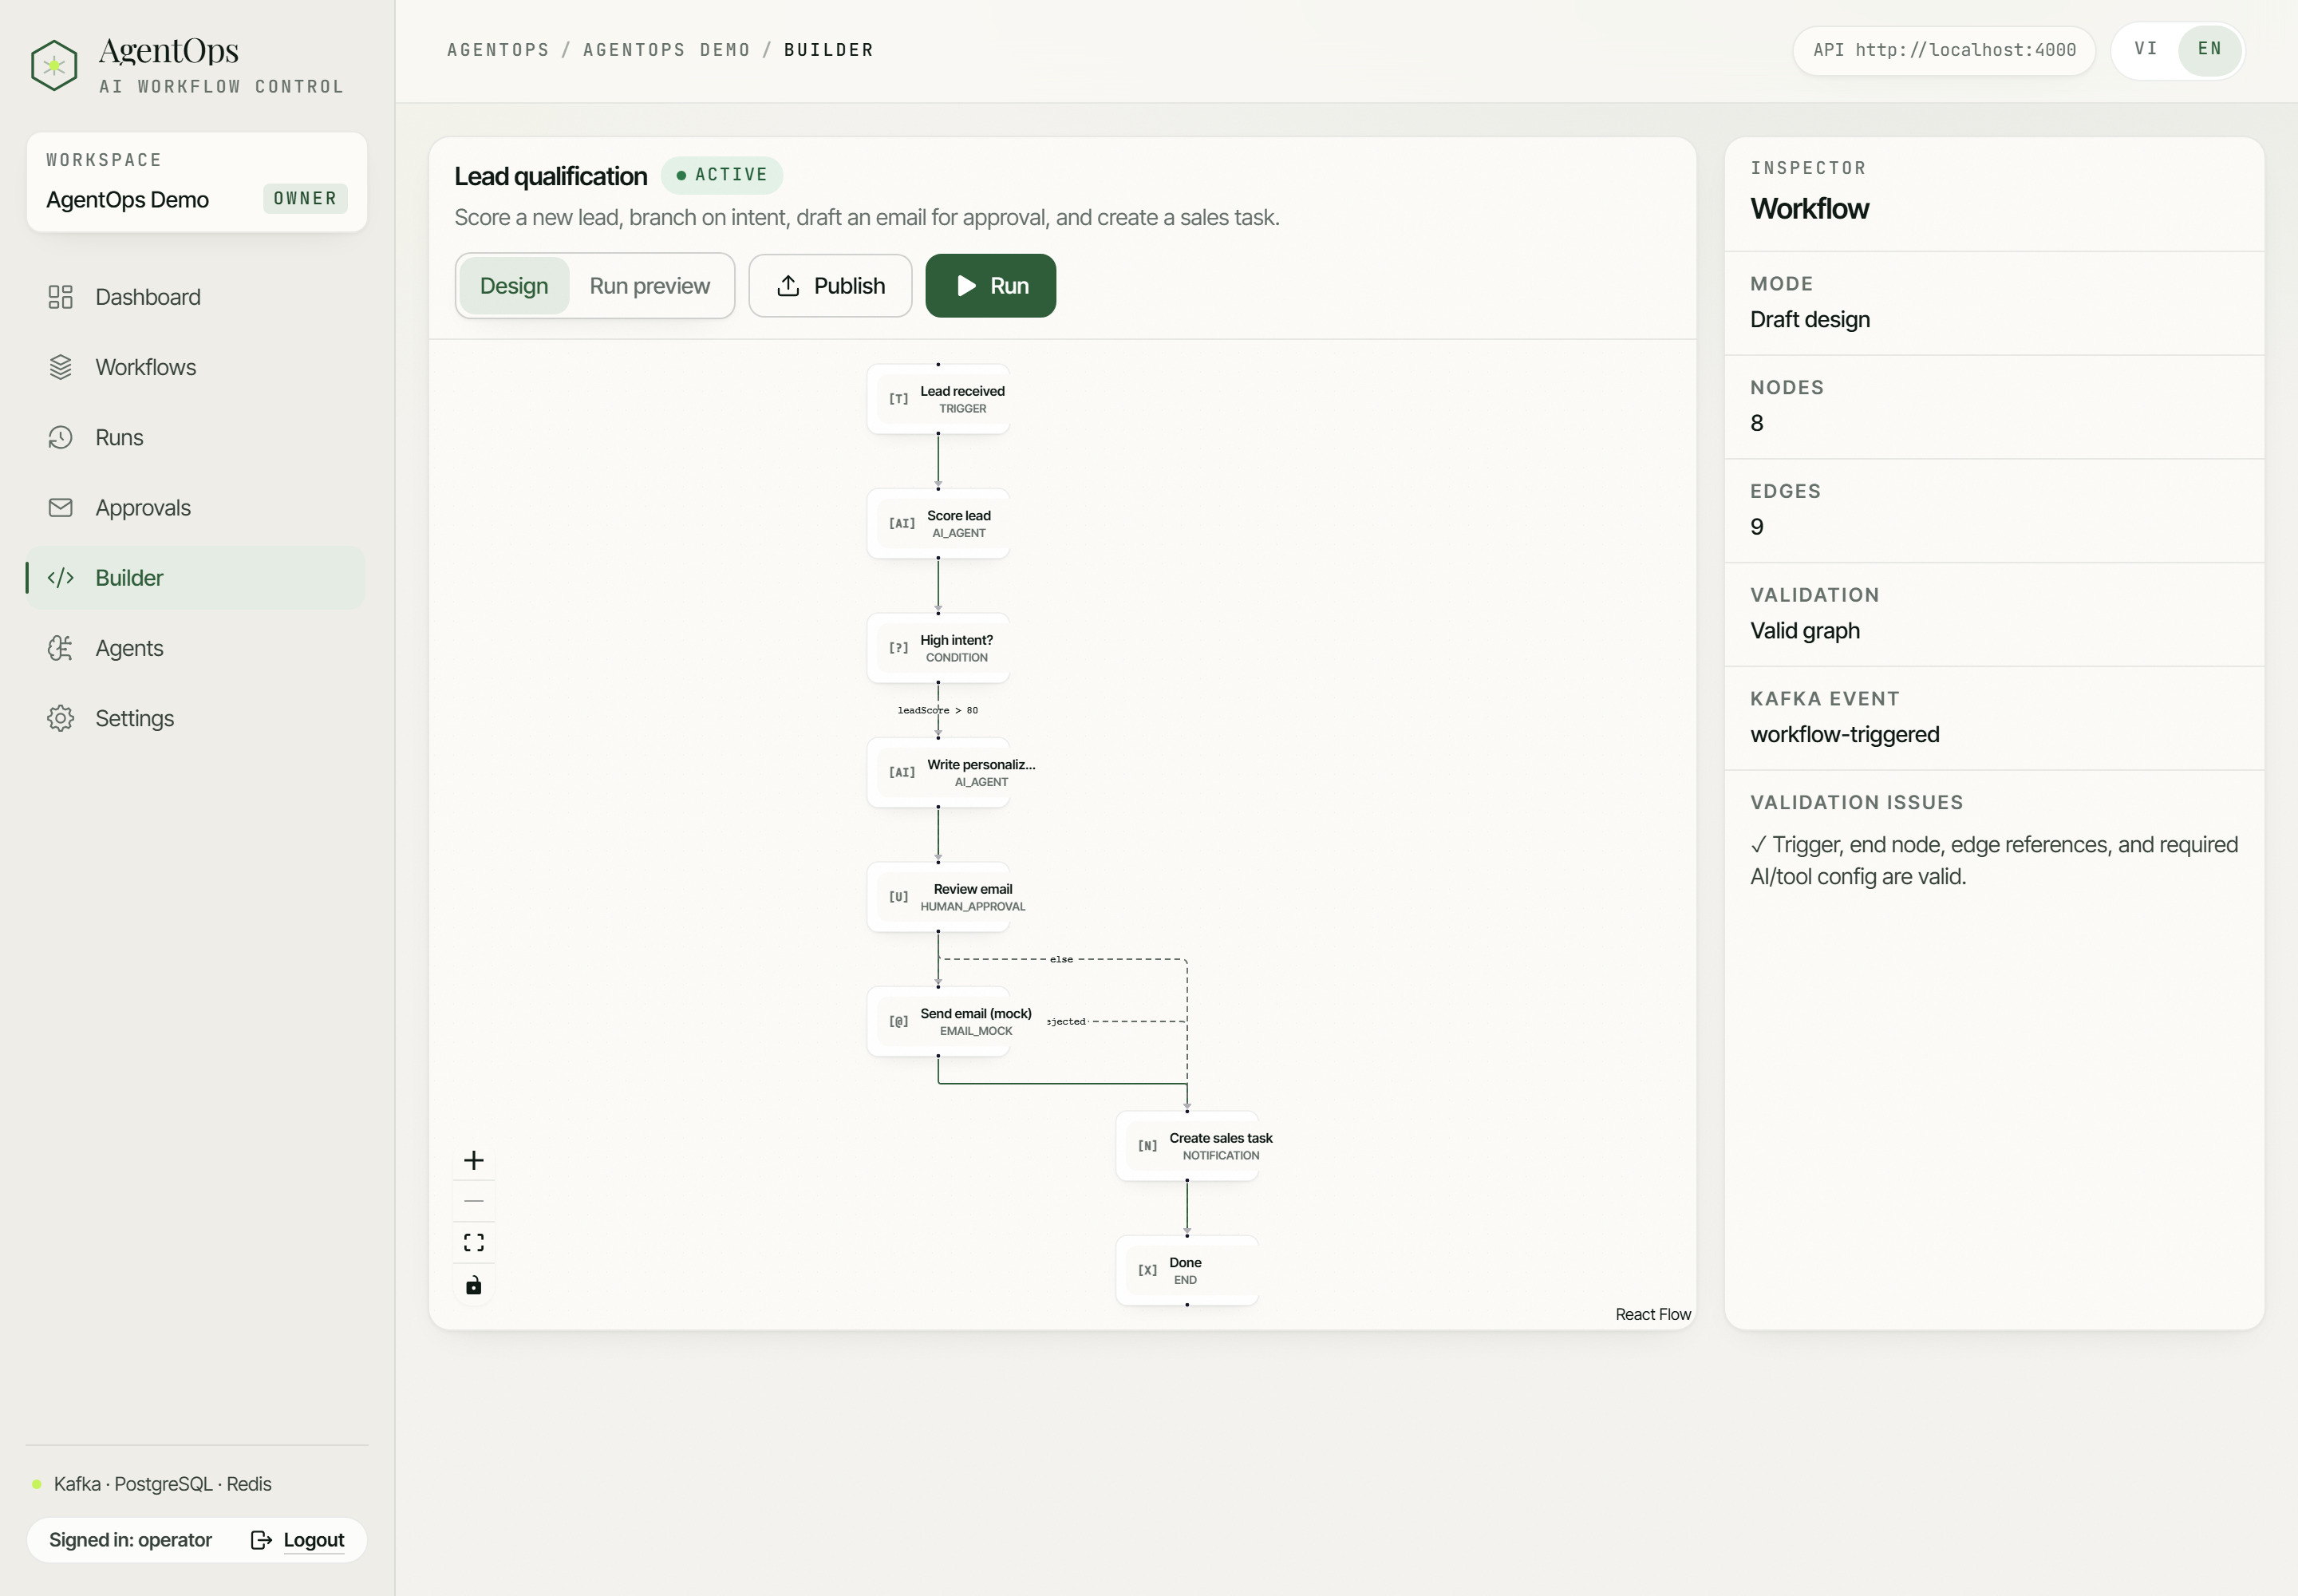 AgentOps
AI WORKFLOW CONTROL
WORKSPACE
AgentOps Demo OWNER
Dashboard
Workflows
Runs
Approvals
Builder
Agents
Settings
Kafka · PostgreSQL · Redis
Signed in: operator Logout
AGENTOPS / AGENTOPS DEMO / BUILDER
API http://localhost:4000 VI EN
Lead qualification ACTIVE
Score a new lead, branch on intent, draft an email for approval, and create a sales task.
Design Run preview Publish Run
[T] Lead received
TRIGGER
[AI] Score lead
AI_AGENT
[?] High intent?
CONDITION
leadScore > 80
[AI] Write personaliz...
AI_AGENT
[U] Review email
HUMAN_APPROVAL
else
[@] Send email (mock)
EMAIL_MOCK
ejected
[N] Create sales task
NOTIFICATION
[X] Done
END
React Flow
INSPECTOR
Workflow
MODE
Draft design
NODES
8
EDGES
9
VALIDATION
Valid graph
KAFKA EVENT
workflow-triggered
VALIDATION ISSUES
✓ Trigger, end node, edge references, and required
AI/tool config are valid.